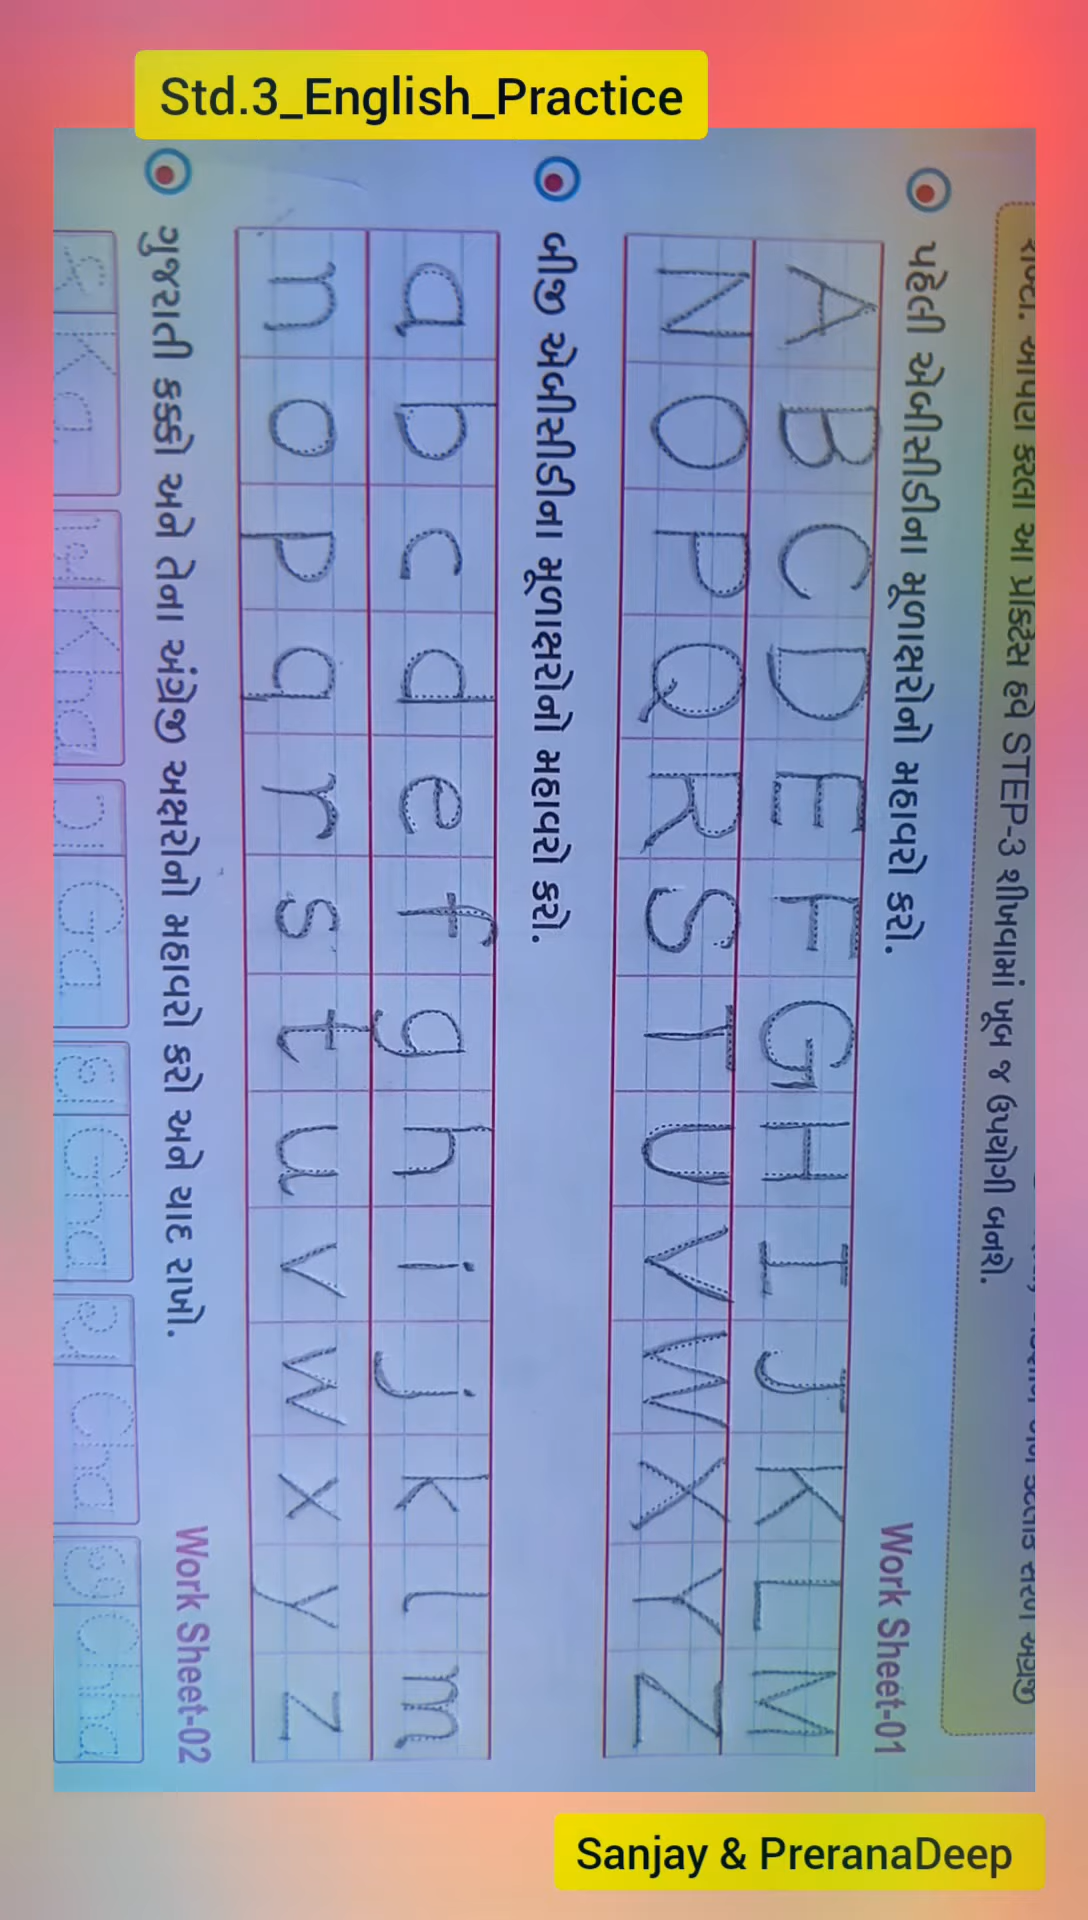 Std.3_English_Practice
આ પ્રેક્ટિસ હવે STEP-3 શીખવામાં ખૂબ જ ઉપયોગી બનશે.
Work Sheet-01
પહેલી એબીસીડીના મૂળાક્ષરોનો મહાવરો કરો.
A B C D E F G H I J K L M
N O P Q R S T U V W X Y Z
બીજી એબીસીડીના મૂળાક્ષરોનો મહાવરો કરો.
a b c d e f g h i j k l m
n o p q r s t u v w x y z
Work Sheet-02
ગુજરાતી કક્કો અને તેના અંગ્રેજી અક્ષરોનો મહાવરો કરો અને યાદ રાખો.
ક Ka ખ Kha ગ Ga ઘ Gha ચ Cha છ Chha
Sanjay & PreranaDeep